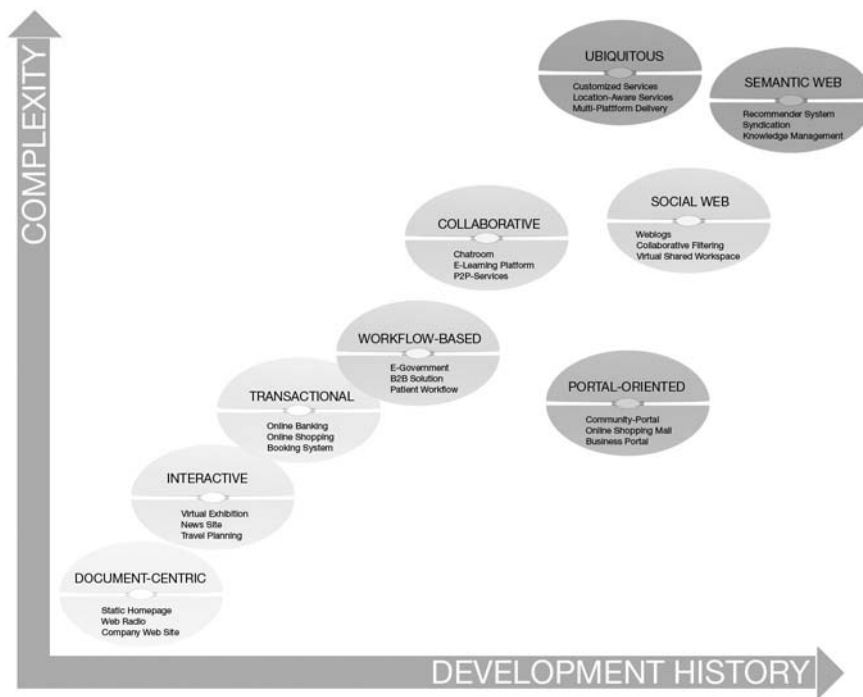 COMPLEXITY
UBIQUITOUS
Customized Services
Location-Aware Services
Multi-Plattform Delivery
SEMANTIC WEB
Recommender System
Syndication
Knowledge Management
SOCIAL WEB
Weblogs
Collaborative Filtering
Virtual Shared Workspace
COLLABORATIVE
Chatroom
E-Learning Platform
P2P-Services
WORKFLOW-BASED
E-Government
B2B Solution
Patient Workflow
PORTAL-ORIENTED
Community-Portal
Online Shopping Mall
Business Portal
TRANSACTIONAL
Online Banking
Online Shopping
Booking System
INTERACTIVE
Virtual Exhibition
News Site
Travel Planning
DOCUMENT-CENTRIC
Static Homepage
Web Radio
Company Web Site
DEVELOPMENT HISTORY